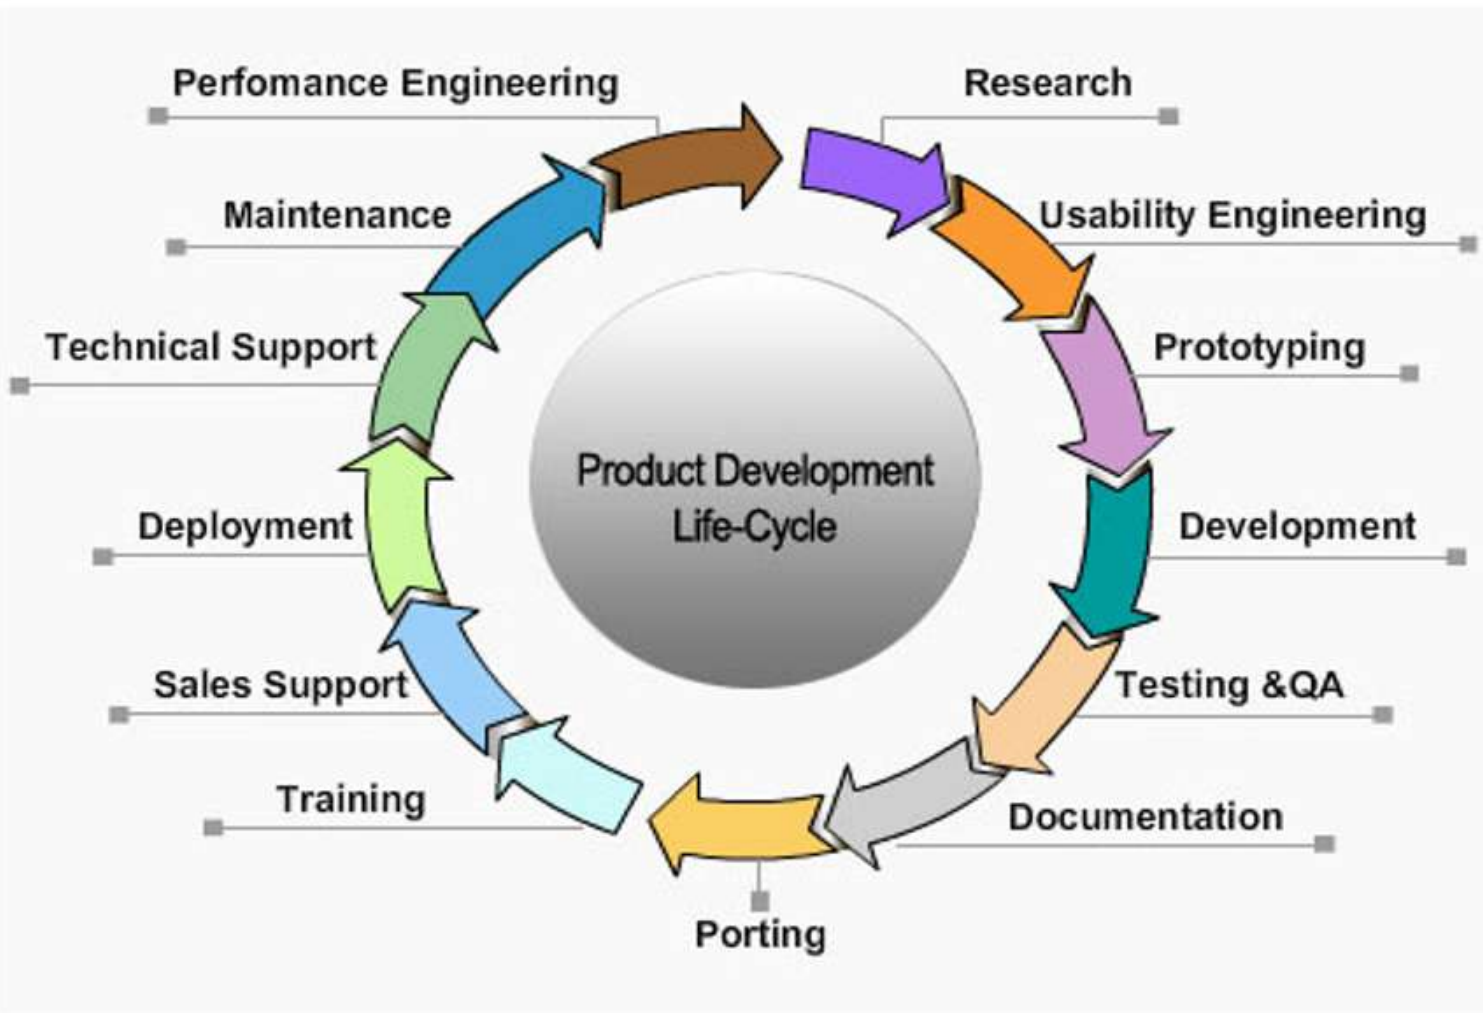 Perfomance Engineering
Research
Maintenance
Usability Engineering
Technical Support
Prototyping
Product Development
Life-Cycle
Deployment
Development
Sales Support
Testing &QA
Training
Documentation
Porting